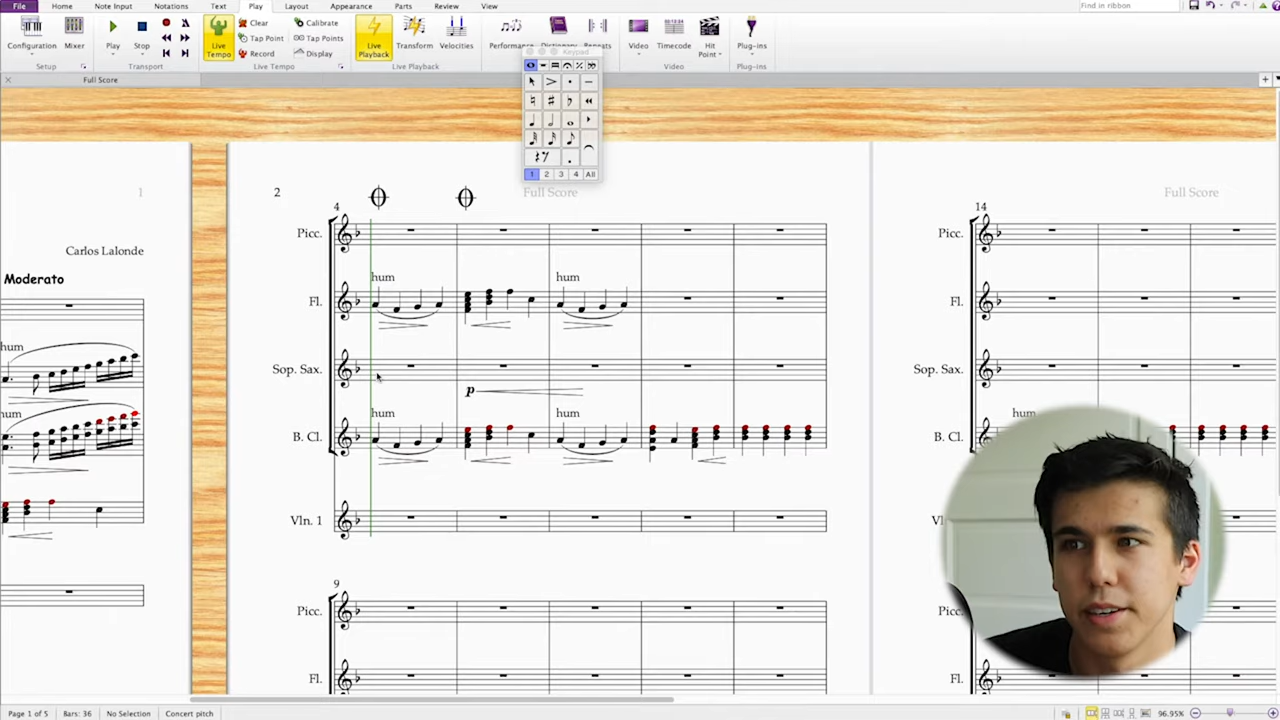 File Home Note Input Notations Play Layout Appearance Parts Review View Find in ribbon
Clear Calibrate
Configuration Mixer Play Stop Live Tempo Tap Point Tap Points Live Playback Transform Velocities Performance Dictionary Repeats Video Timecode Hit Point Plug-ins
Record Display
Setup Transport Live Tempo Live Playback Video Plug-ins
Keypad
Full Score
1 2 3 4 All
1
2 Full Score
Full Score
4
14
Picc.
Picc.
Carlos Lalonde
Moderato
hum hum
Fl.
Fl.
hum
Sop. Sax.
Sop. Sax.
p
hum
hum hum
hum
B. Cl.
B. Cl.
Vln. 1
9
Picc.
Fl.
Fl.
Page 1 of 5 Bars: 36 No Selection Concert pitch 96.95%